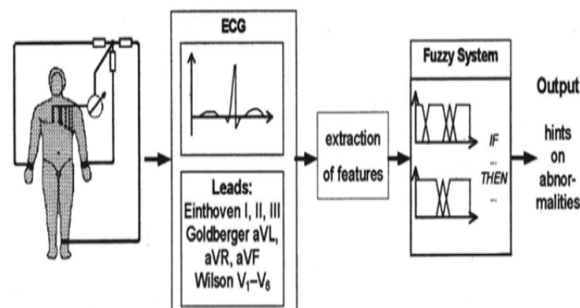 ECG
Leads:
Einthoven I, II, III
Goldberger aVL,
aVR, aVF
Wilson V₁–V₆
extraction
of features
Fuzzy System
IF
...
THEN
...
Output
hints
on
abnor-
malities